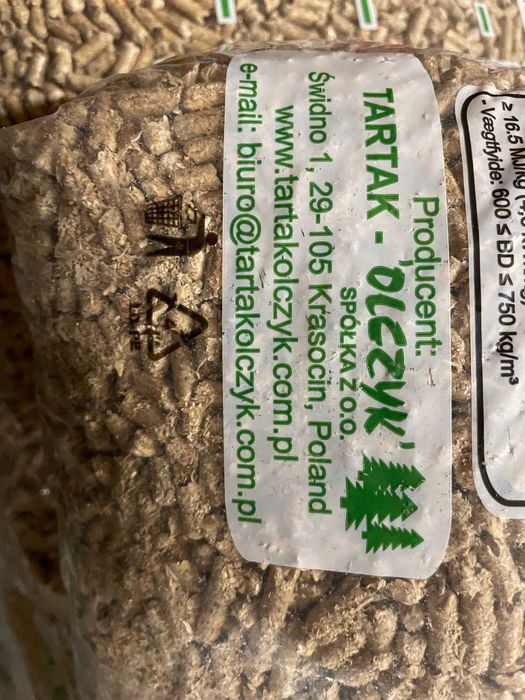 Producent:
TARTAK - OLCZYK
SPÓŁKA Z O.O.
Świdno 1, 29-105 Krasocin, Poland
www.tartakolczyk.com.pl
e-mail: biuro@tartakolczyk.com.pl
≥ 16.5 MJ/kg
- Vægtfylde: 600 ≤ BD ≤ 750 kg/m³